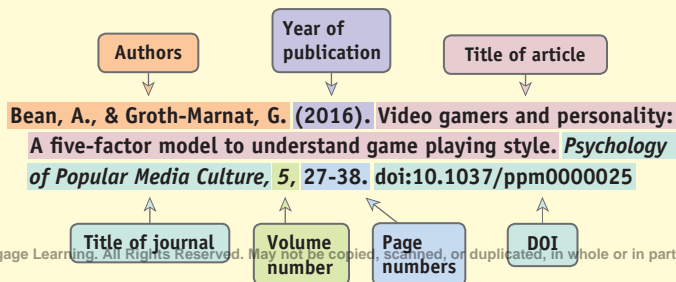 Year of
publication
Authors
Title of article
Bean, A., & Groth-Marnat, G. (2016). Video gamers and personality:
A five-factor model to understand game playing style. Psychology
of Popular Media Culture, 5, 27-38. doi:10.1037/ppm0000025
Title of journal
Volume
number
Page
numbers
DOI
gage Learning. All Rights Reserved. May not be copied, scanned, or duplicated, in whole or in part